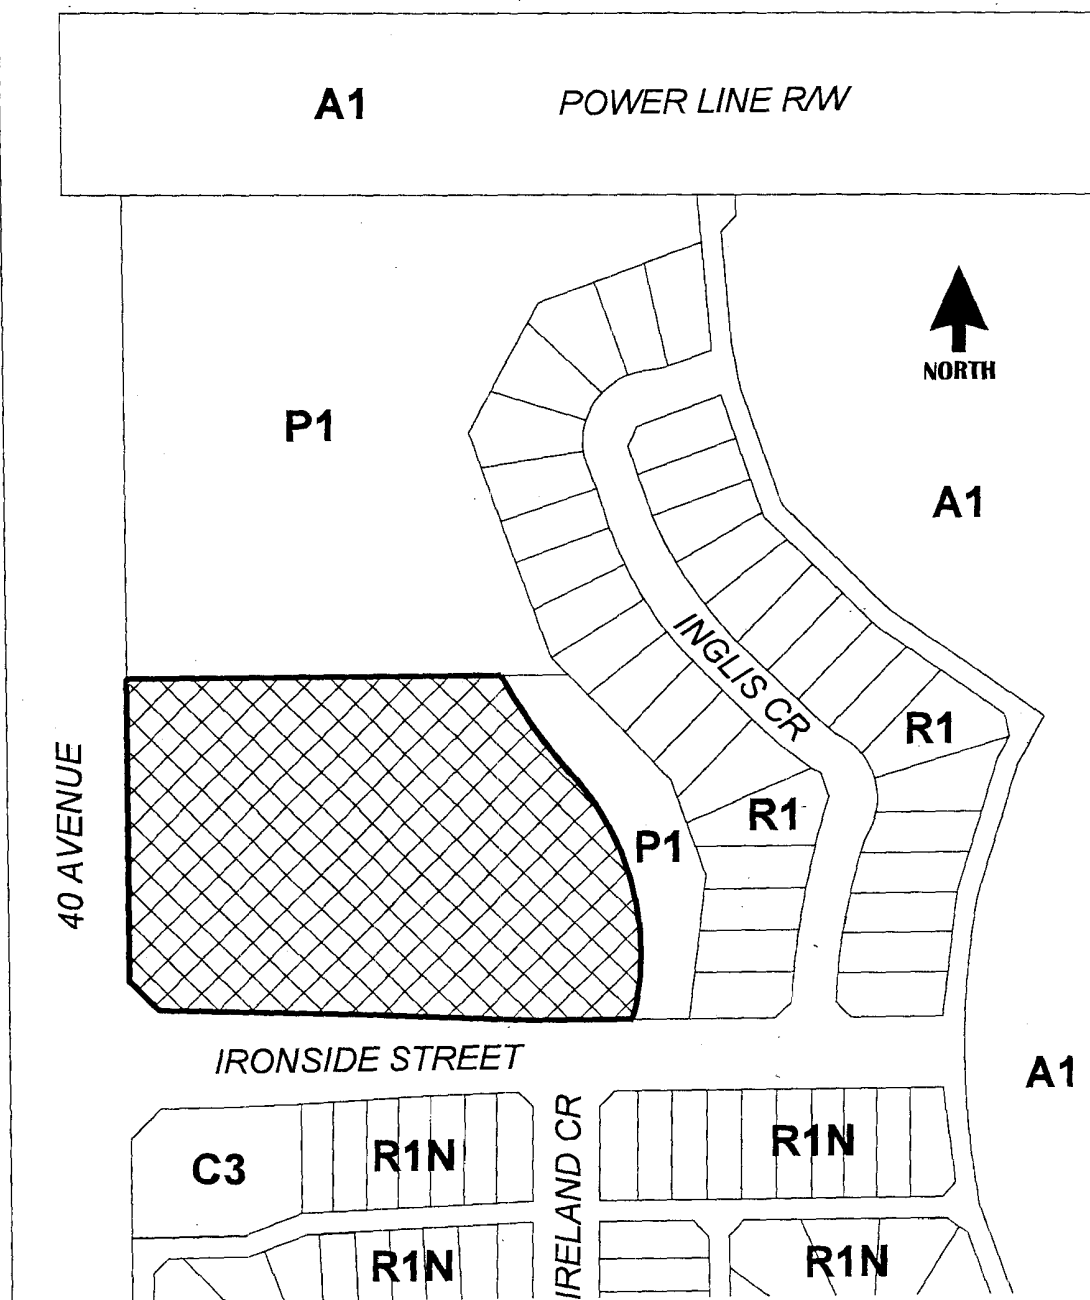 A1
POWER LINE R/W
NORTH
P1
A1
INGLIS CR
R1
40 AVENUE
R1
P1
IRONSIDE STREET
A1
IRELAND CR
R1N
R1N
C3
R1N
R1N